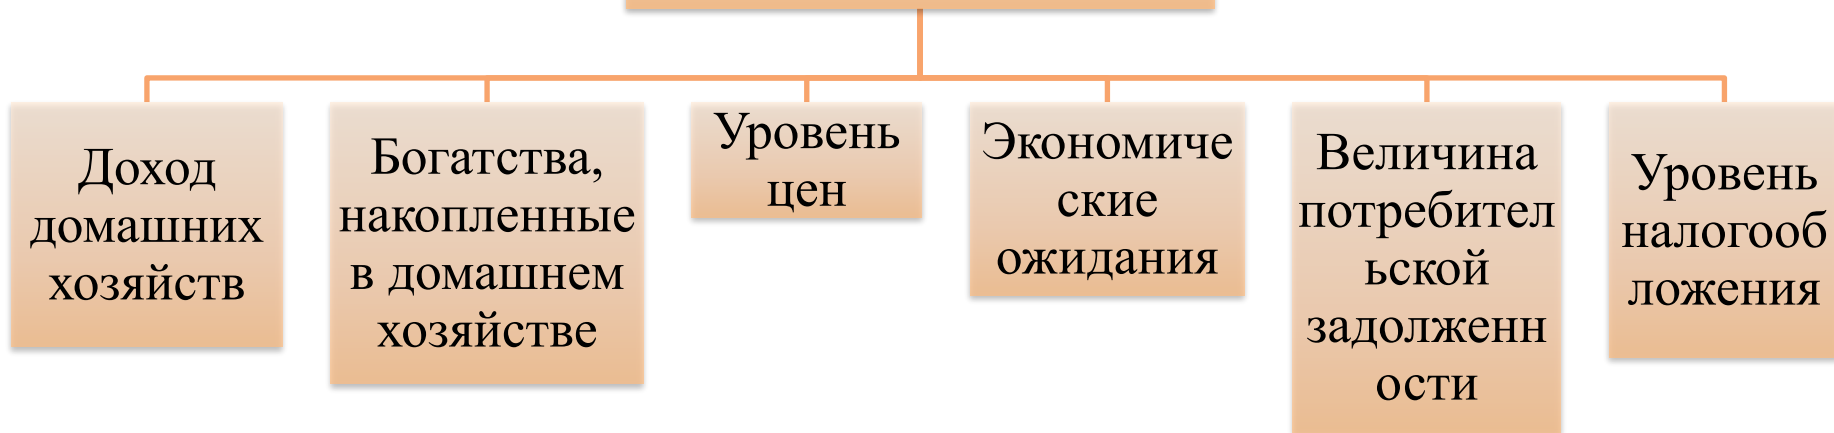 Доход
домашних
хозяйств
Богатства,
накопленные
в домашнем
хозяйстве
Уровень
цен
Экономиче
ские
ожидания
Величина
потребител
ьской
задолженн
ости
Уровень
налогооб
ложения